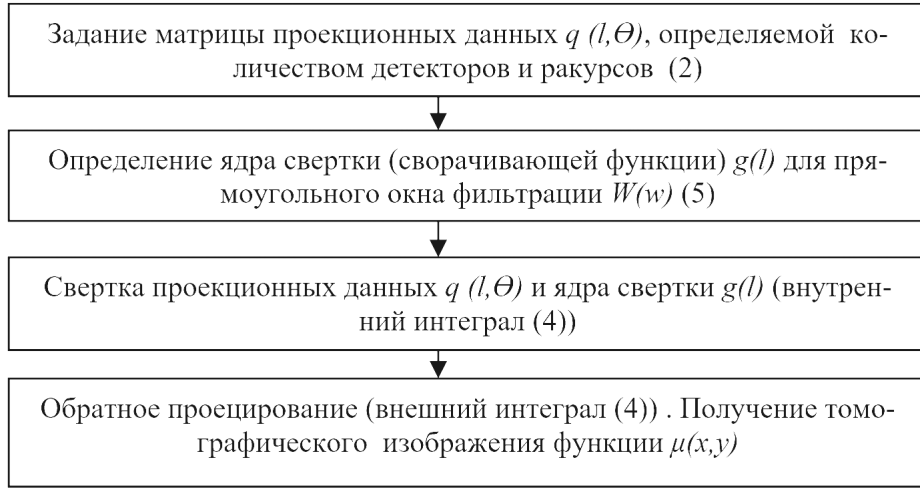 Задание матрицы проекционных данных q (l,Ө), определяемой ко-
личеством детекторов и ракурсов (2)
Определение ядра свертки (сворачивающей функции) g(l) для пря-
моугольного окна фильтрации W(w) (5)
Свертка проекционных данных q (l,Ө) и ядра свертки g(l) (внутрен-
ний интеграл (4))
Обратное проецирование (внешний интеграл (4)) . Получение томо-
графического изображения функции μ(x,y)